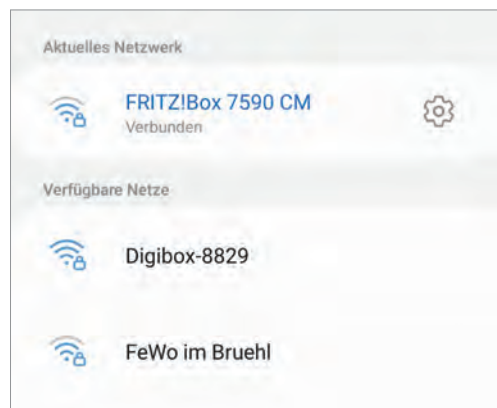 Aktuelles Netzwerk
FRITZ!Box 7590 CM
Verbunden
Verfügbare Netze
Digibox-8829
FeWo im Bruehl